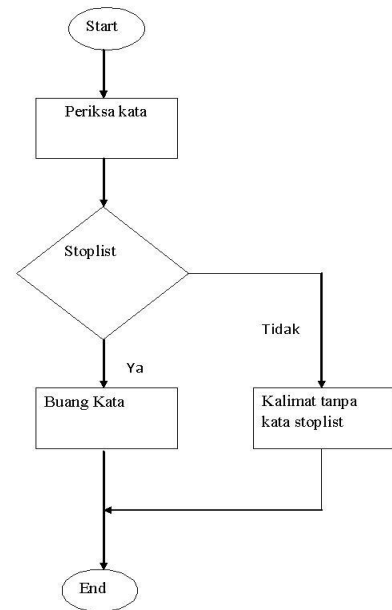 Start
Periksa kata
Stoplist
Tidak
Ya
Buang Kata
Kalimat tanpa
kata stoplist
End